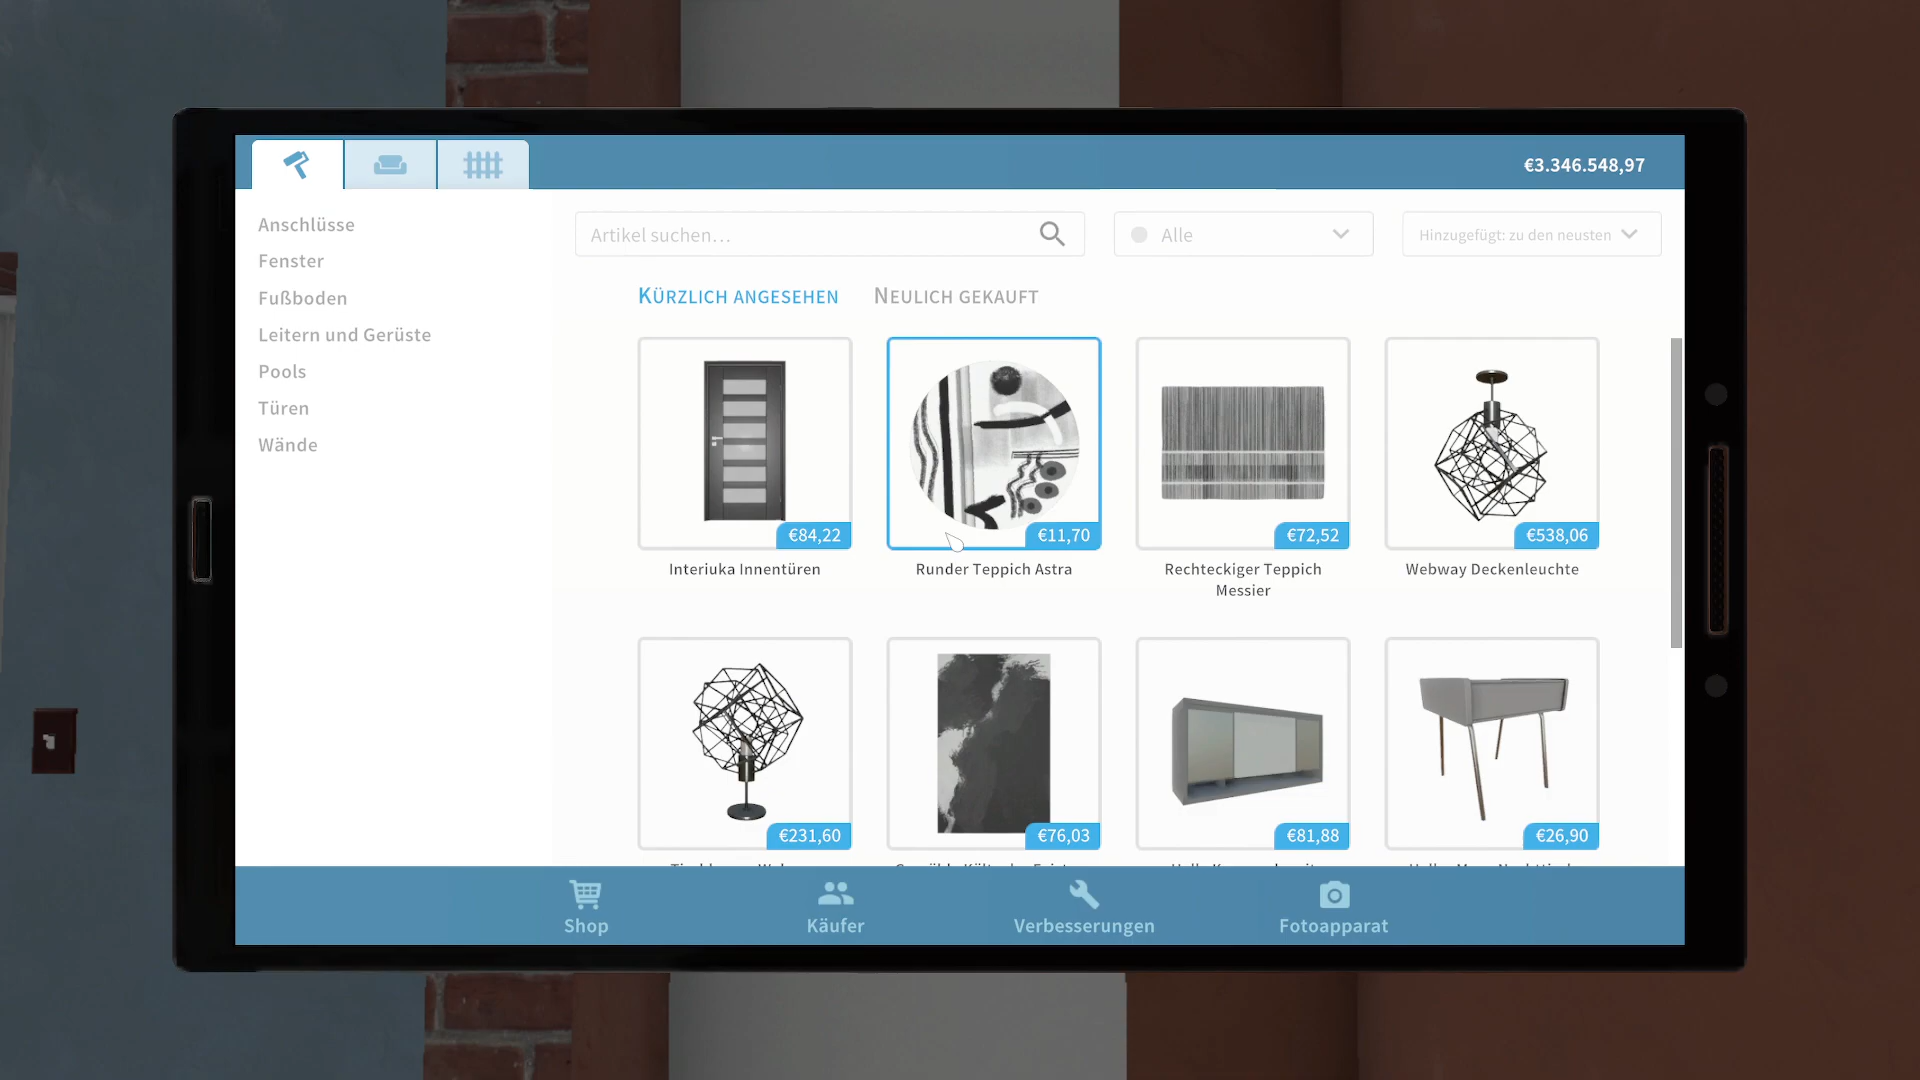 €3.346.548,97
Anschlüsse
Fenster
Fußboden
Leitern und Gerüste
Pools
Türen
Wände
Artikel suchen...
Alle
Hinzugefügt: zu den neusten
KÜRZLICH ANGESEHEN
NEULICH GEKAUFT
€84,22
€11,70
€72,52
€538,06
Interiuka Innentüren
Runder Teppich Astra
Rechteckiger Teppich
Messier
Webway Deckenleuchte
€231,60
€76,03
€81,88
€26,90
Shop
Käufer
Verbesserungen
Fotoapparat